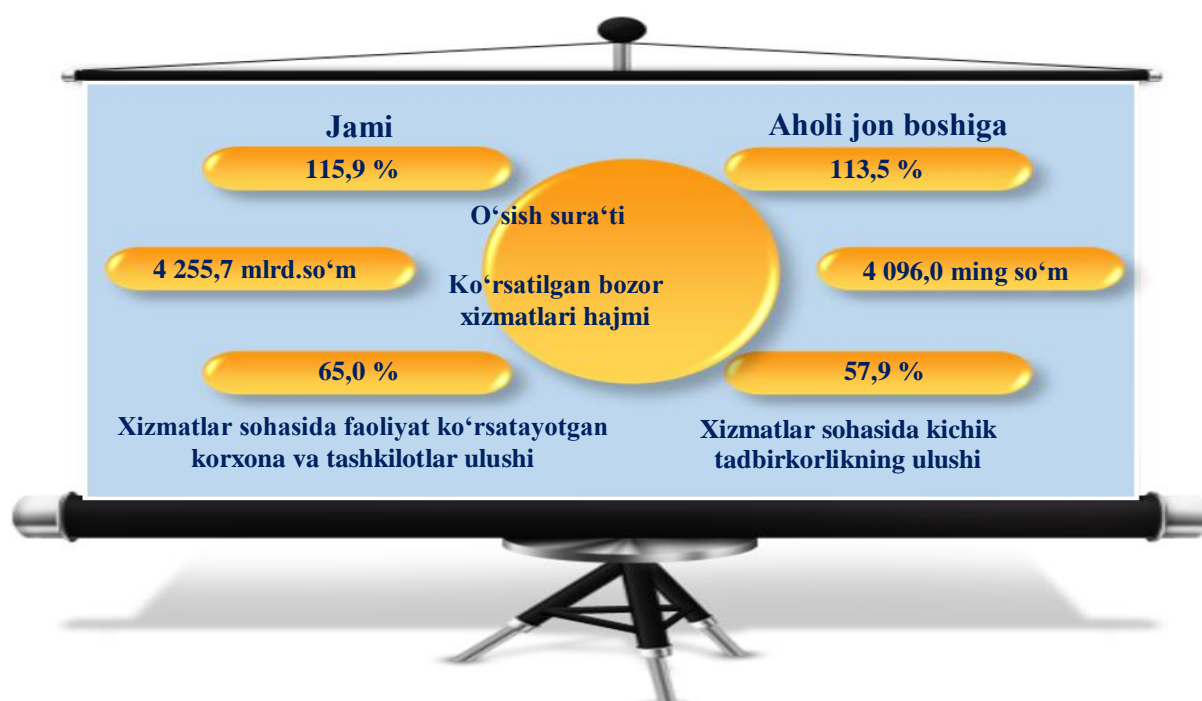 Jami
Aholi jon boshiga
115,9 %
113,5 %
O‘sish sura‘ti
4 255,7 mlrd.so‘m
4 096,0 ming so‘m
Ko‘rsatilgan bozor
xizmatlari hajmi
65,0 %
57,9 %
Xizmatlar sohasida faoliyat ko‘rsatayotgan
korxona va tashkilotlar ulushi
Xizmatlar sohasida kichik
tadbirkorlikning ulushi